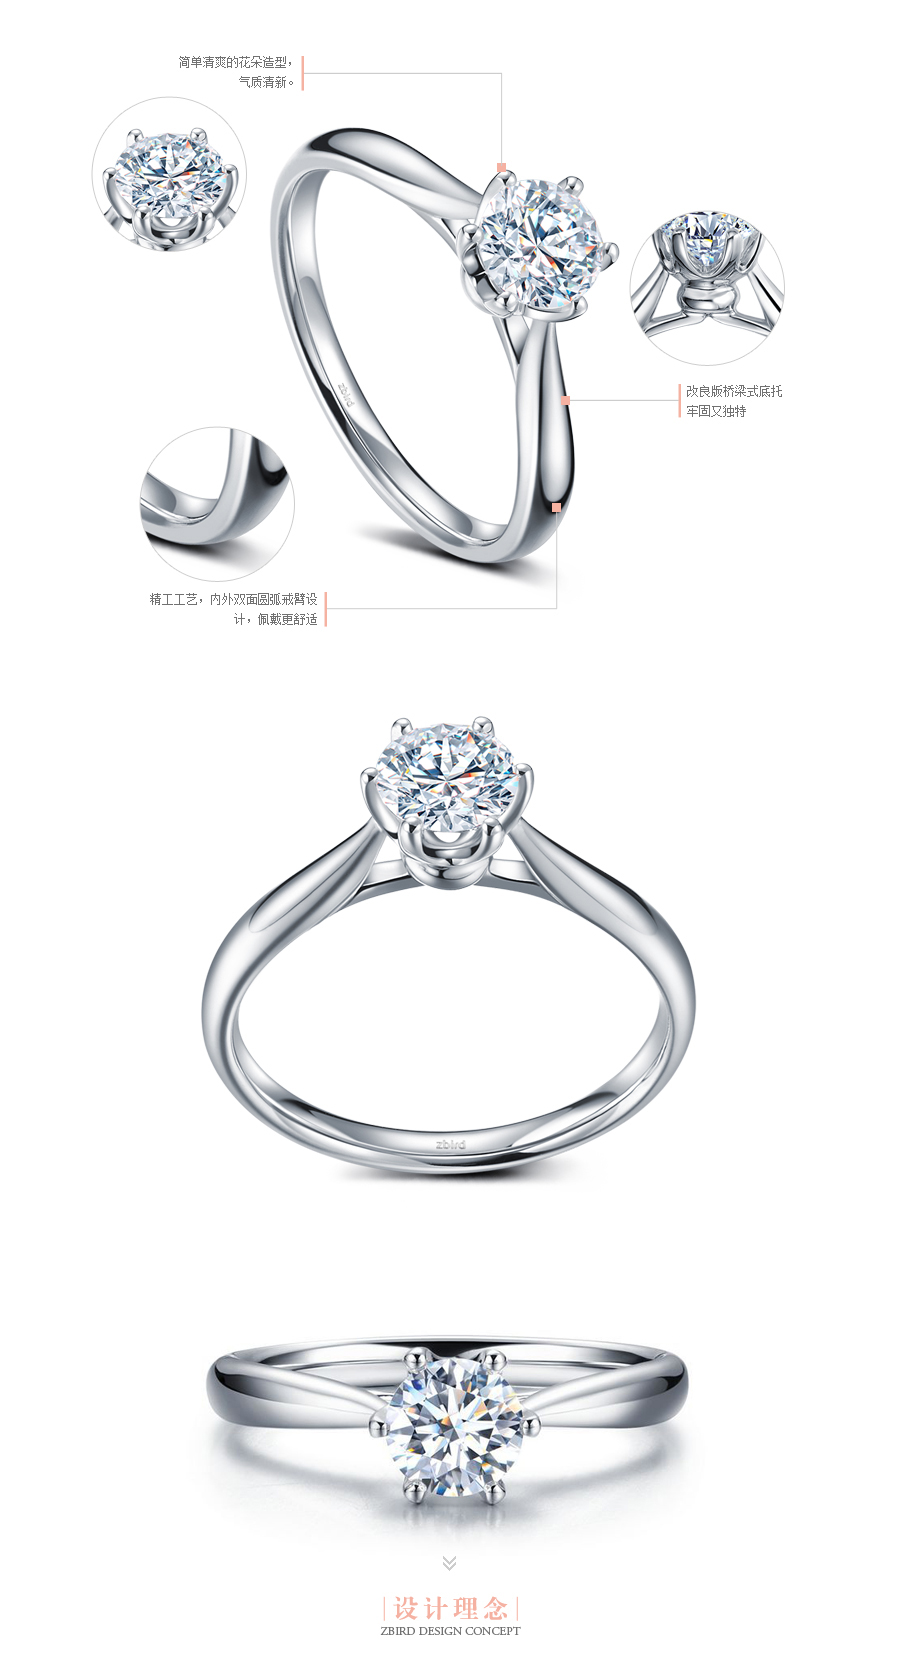 简单清爽的花朵造型，
气质清新。
zbird
改良版桥梁式底托
牢固又独特
精工工艺，内外双面圆弧戒臂设
计，佩戴更舒适
zbird
设计理念
ZBIRD DESIGN CONCEPT